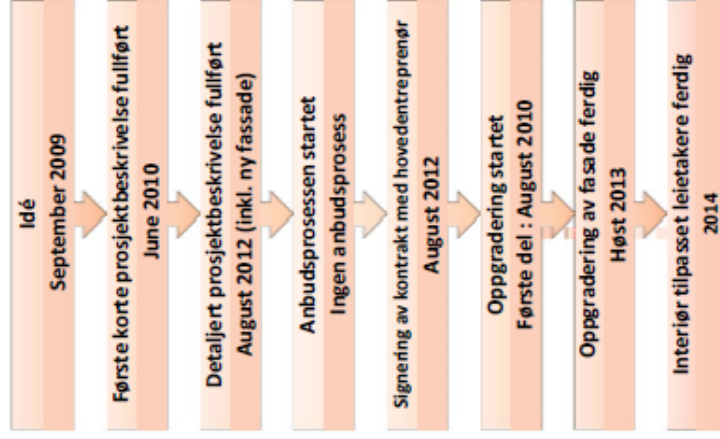 Idé
September 2009
Første korte prosjektbeskrivelse fullført
June 2010
Detaljert prosjektbeskrivelse fullført
August 2012 (inkl. ny fassade)
Anbudsprosessen startet
Ingen anbudsprosess
Signering av kontrakt med hovedentreprenør
August 2012
Oppgradering startet
Første del : August 2010
Oppgradering av fasade ferdig
Høst 2013
Interiør tilpasset leietakere ferdig
2014